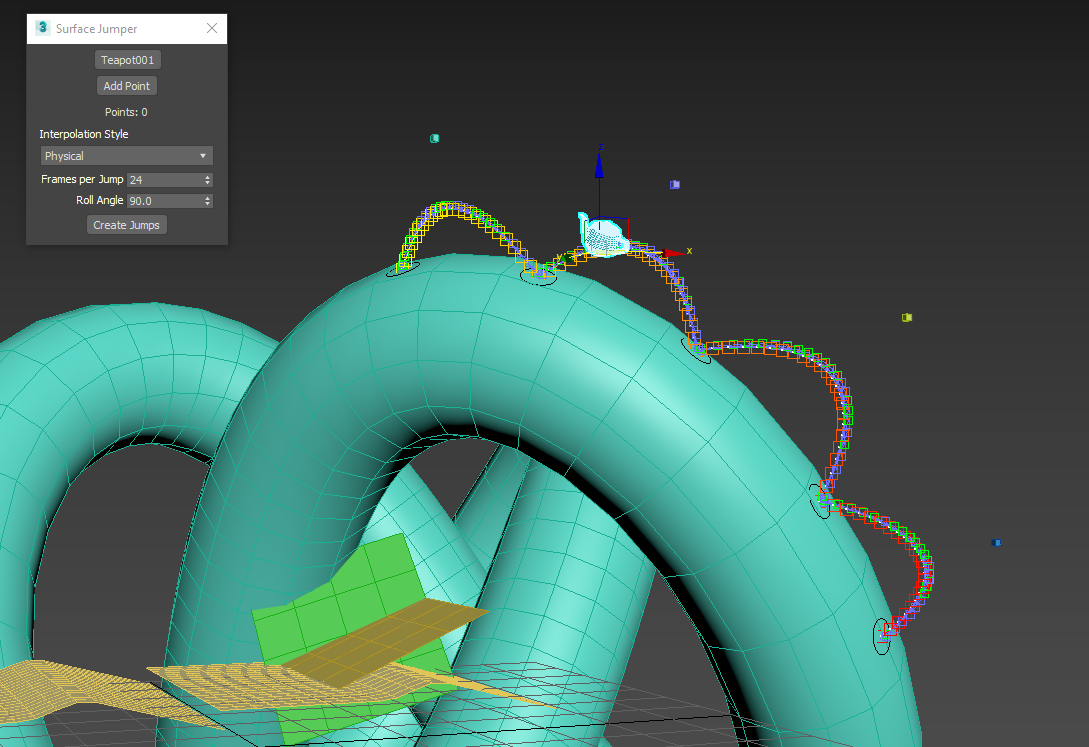 3 Surface Jumper
Teapot001
Add Point
Points: 0
Interpolation Style
Physical
Frames per Jump 24
Roll Angle 90.0
Create Jumps
z
y
x